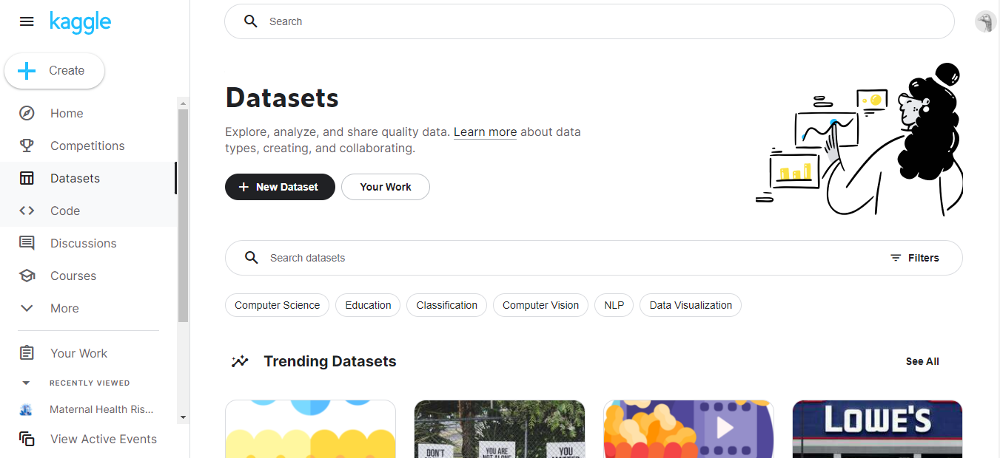 kaggle
Search
Create
Home
Competitions
Datasets
Code
Discussions
Courses
More
Your Work
RECENTLY VIEWED
Maternal Health Ris...
View Active Events
Datasets
Explore, analyze, and share quality data. Learn more about data
types, creating, and collaborating.
New Dataset
Your Work
Search datasets
Filters
Computer Science
Education
Classification
Computer Vision
NLP
Data Visualization
Trending Datasets
See All
DON'T
YOU ARE
NOT ALONE
YOU
LOWE'S